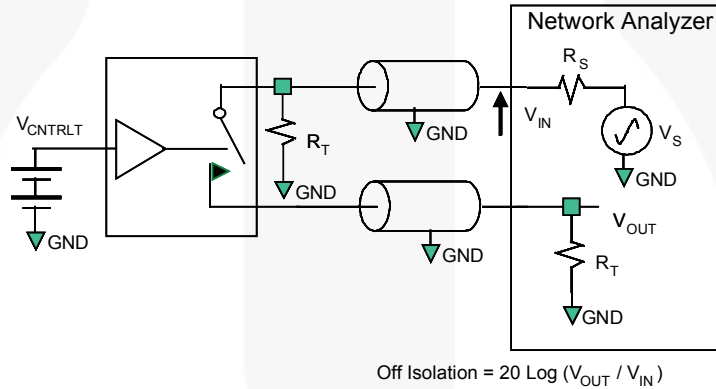 Network Analyzer
R_S
V_CNTRLT
R_T
GND
V_IN
V_S
GND
GND
GND
GND
V_OUT
R_T
GND
Off Isolation = 20 Log (V_OUT / V_IN)